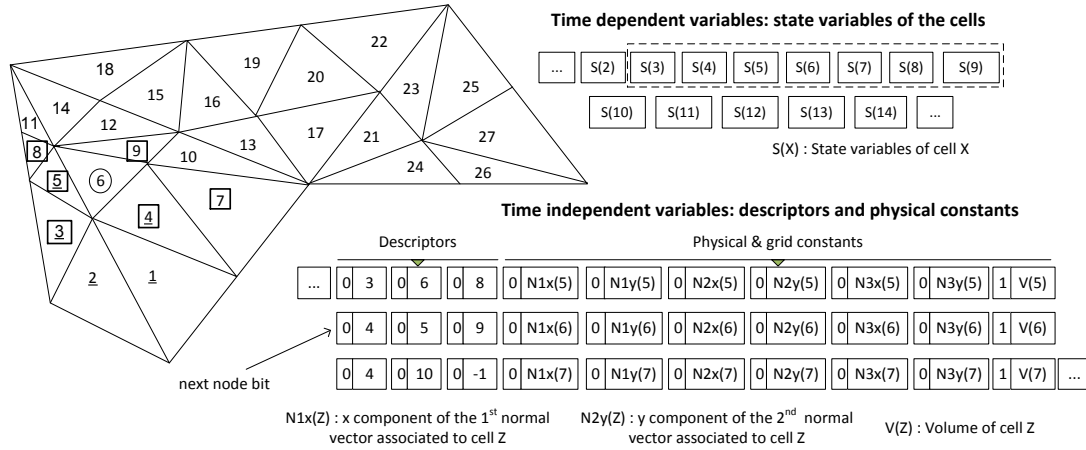 Time dependent variables: state variables of the cells
... S(2) S(3) S(4) S(5) S(6) S(7) S(8) S(9)
S(10) S(11) S(12) S(13) S(14) ...
S(X) : State variables of cell X
22
18 19 20 23 25
14 15 16
11 12 17 21 27
8 9 10 13 24 26
5 6 7
3 4
2 1
Time independent variables: descriptors and physical constants
Descriptors Physical & grid constants
... 0 3 0 6 0 8 0 N1x(5) 0 N1y(5) 0 N2x(5) 0 N2y(5) 0 N3x(5) 0 N3y(5) 1 V(5)
0 4 0 5 0 9 0 N1x(6) 0 N1y(6) 0 N2x(6) 0 N2y(6) 0 N3x(6) 0 N3y(6) 1 V(6)
0 4 0 10 0 -1 0 N1x(7) 0 N1y(7) 0 N2x(7) 0 N2y(7) 0 N3x(7) 0 N3y(7) 1 V(7) ...
next node bit
N1x(Z) : x component of the 1st normal
vector associated to cell Z
N2y(Z) : y component of the 2nd normal
vector associated to cell Z
V(Z) : Volume of cell Z